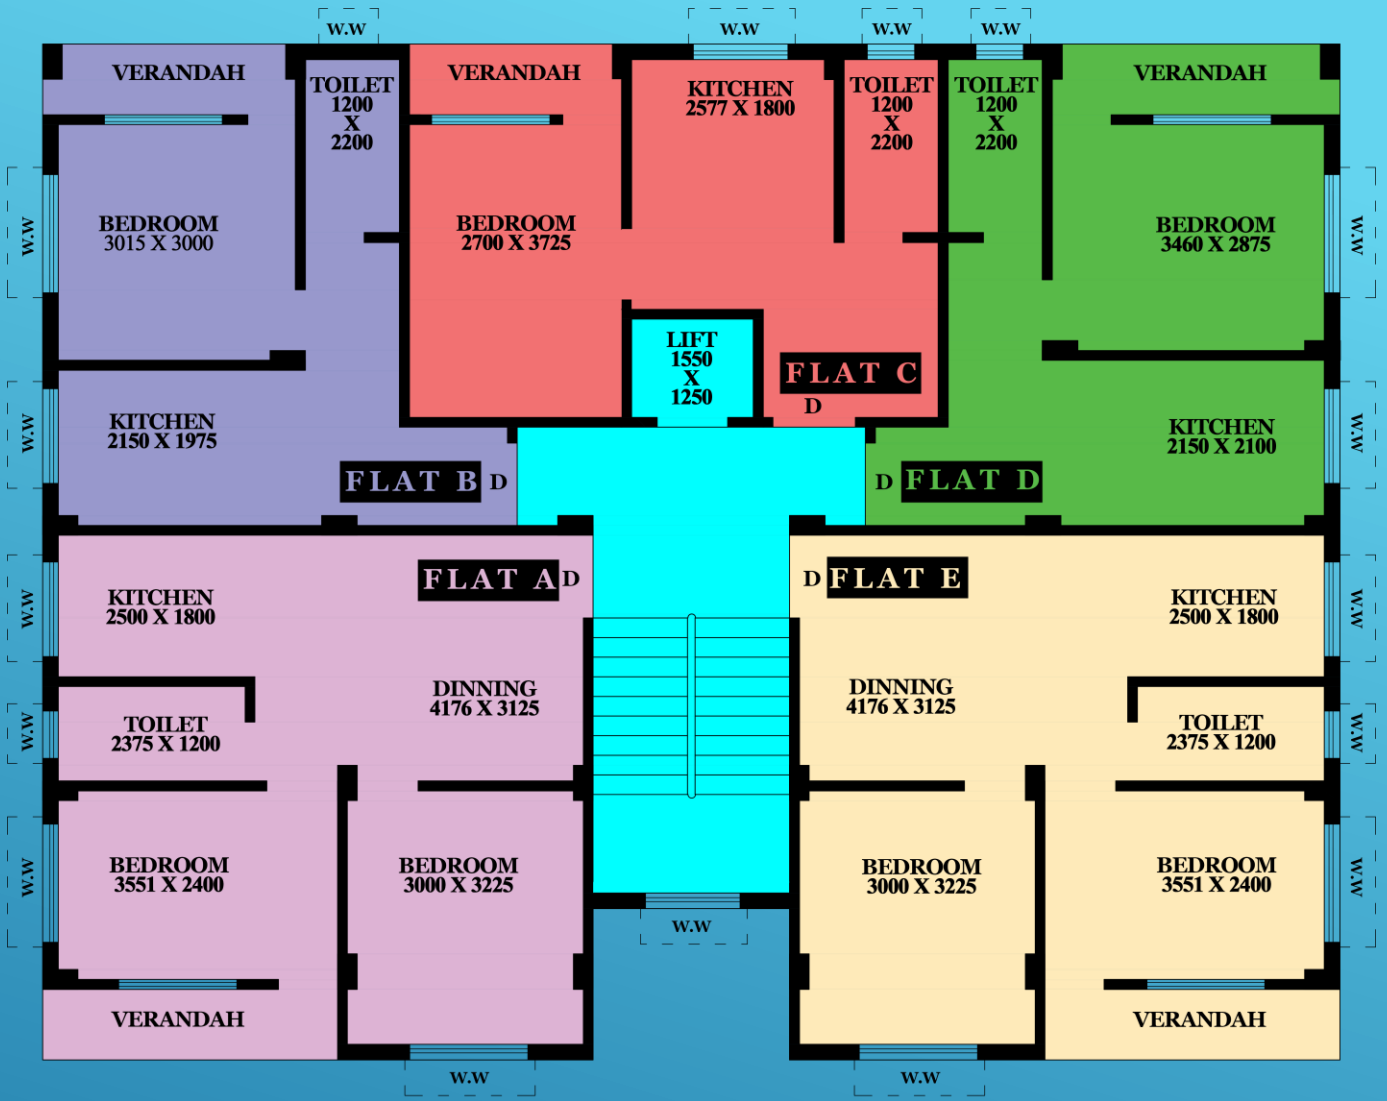 W.W
W.W
W.W
W.W
VERANDAH
TOILET
1200
X
2200
VERANDAH
KITCHEN
2577 X 1800
TOILET
1200
X
2200
TOILET
1200
X
2200
VERANDAH
W.W
BEDROOM
3015 X 3000
BEDROOM
2700 X 3725
BEDROOM
3460 X 2875
W.W
LIFT
1550
X
1250
FLAT C
D
W.W
KITCHEN
2150 X 1975
KITCHEN
2150 X 2100
W.W
FLAT B D
D FLAT D
FLAT A D
D FLAT E
W.W
KITCHEN
2500 X 1800
KITCHEN
2500 X 1800
W.W
DINNING
4176 X 3125
DINNING
4176 X 3125
W.W
TOILET
2375 X 1200
TOILET
2375 X 1200
W.W
W.W
BEDROOM
3551 X 2400
BEDROOM
3000 X 3225
BEDROOM
3000 X 3225
BEDROOM
3551 X 2400
W.W
W.W
VERANDAH
VERANDAH
W.W
W.W